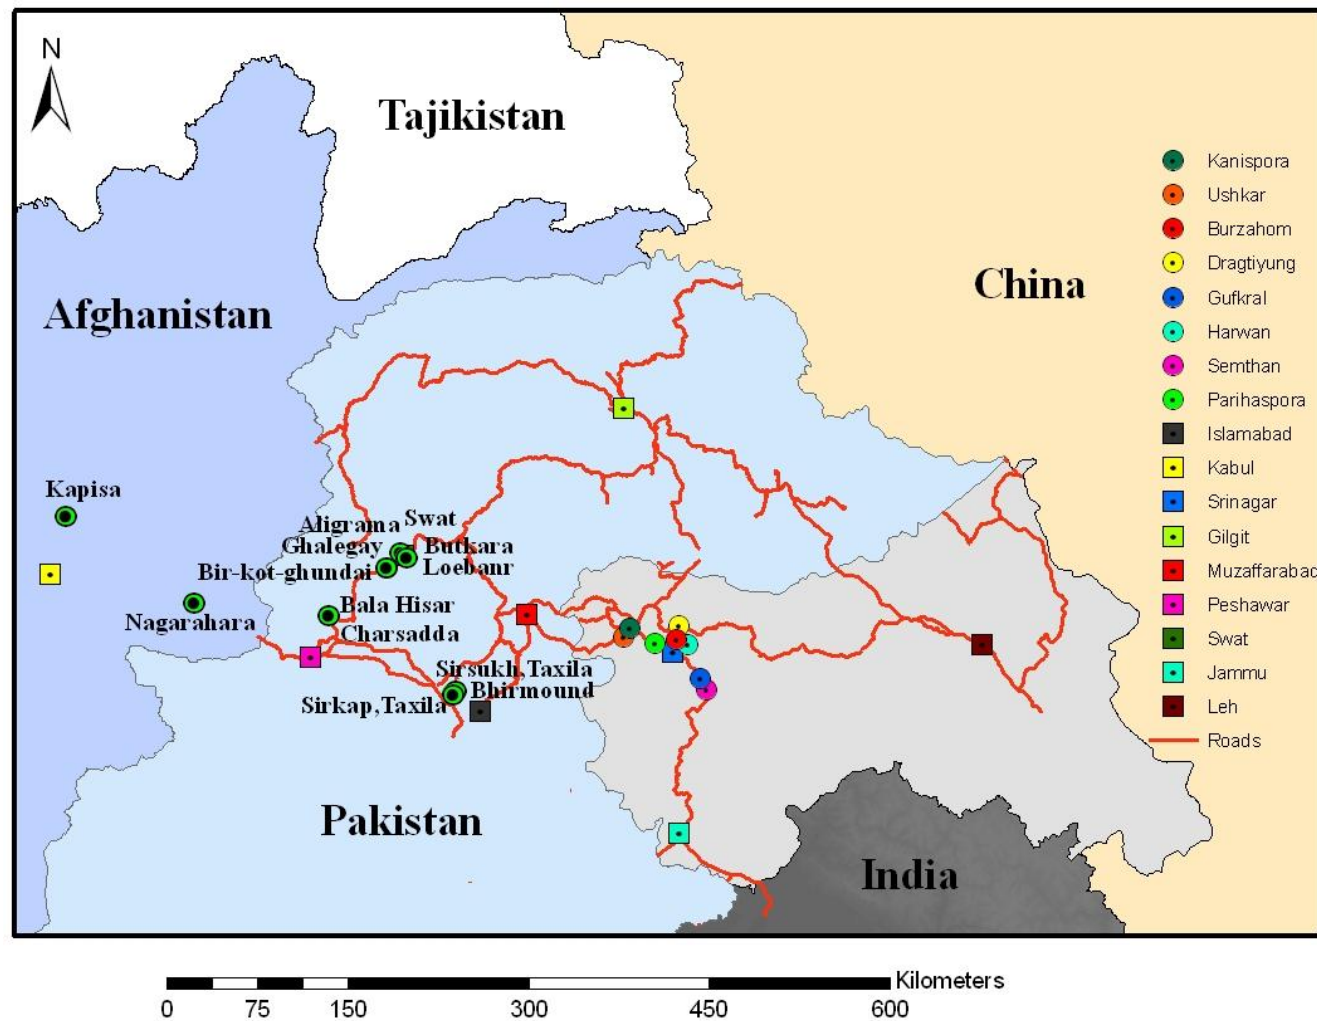 N
Tajikistan
China
Afghanistan
Kapisa
Aligrama
Swat
Ghalegay
Butkara
Bir-kot-ghundai
Loebanr
Nagarahara
Bala Hisar
Charsadda
Sirsukh,Taxila
Bhirmound
Sirkap,Taxila
Pakistan
India
Kanispora
Ushkar
Burzahom
Dragtiyung
Gufkral
Harwan
Semthan
Parihaspora
Islamabad
Kabul
Srinagar
Gilgit
Muzaffarabad
Peshawar
Swat
Jammu
Leh
Roads
Kilometers
0 75 150 300 450 600